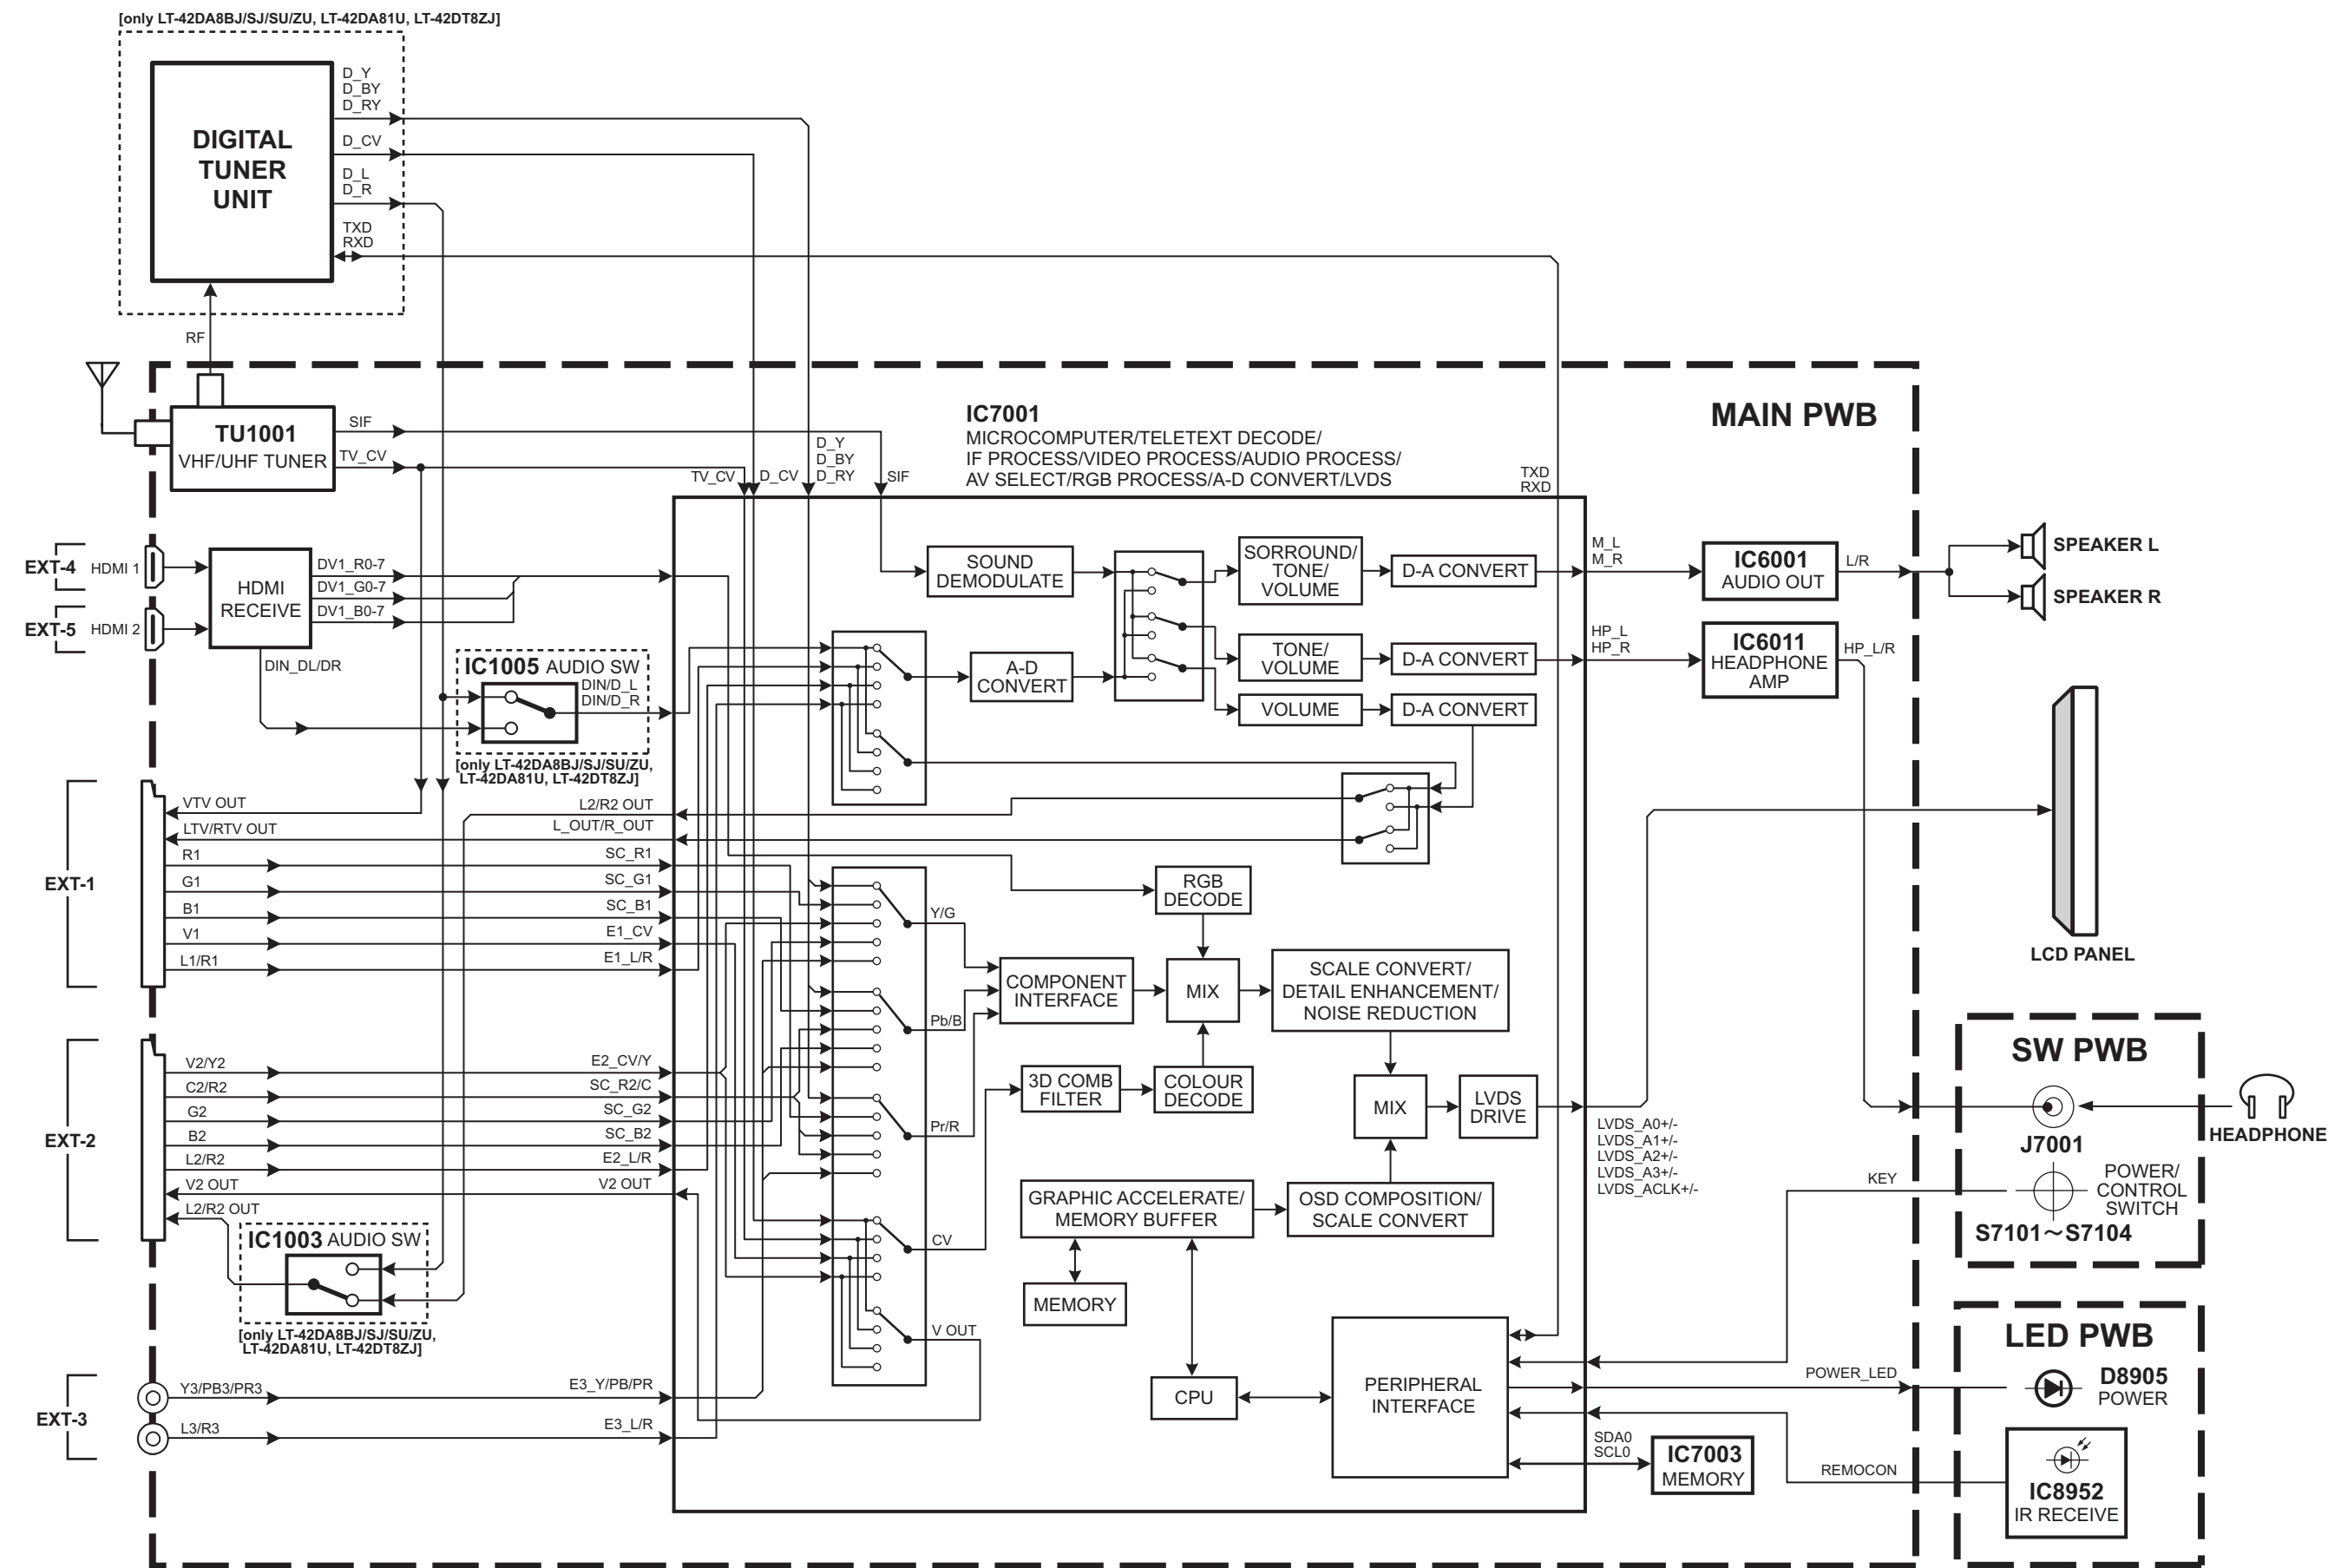 [only LT-42DA8BJ/SJ/SU/ZU, LT-42DA81U, LT-42DT8ZJ]
DIGITAL
TUNER
UNIT
D_Y
D_BY
D_RY
D_CV
D_L
D_R
TXD
RXD
RF
TU1001
VHF/UHF TUNER
SIF
TV_CV
IC7001
MICROCOMPUTER/TELETEXT DECODE/
IF PROCESS/VIDEO PROCESS/AUDIO PROCESS/
AV SELECT/RGB PROCESS/A-D CONVERT/LVDS
MAIN PWB
TV_CV
D_CV
D_Y
D_BY
D_RY
SIF
TXD
RXD
EXT-4
HDMI 1
EXT-5
HDMI 2
HDMI
RECEIVE
DV1_R0-7
DV1_G0-7
DV1_B0-7
DIN_DL/DR
IC1005 AUDIO SW
DIN/D_L
DIN/D_R
[only LT-42DA8BJ/SJ/SU/ZU,
LT-42DA81U, LT-42DT8ZJ]
SOUND
DEMODULATE
A-D
CONVERT
SORROUND/
TONE/
VOLUME
D-A CONVERT
TONE/
VOLUME
D-A CONVERT
VOLUME
D-A CONVERT
M_L
M_R
IC6001
AUDIO OUT
L/R
SPEAKER L
SPEAKER R
HP_L
HP_R
IC6011
HEADPHONE
AMP
HP_L/R
LCD PANEL
EXT-1
VTV OUT
LTV/RTV OUT
R1
G1
B1
V1
L1/R1
L2/R2 OUT
L_OUT/R_OUT
SC_R1
SC_G1
SC_B1
E1_CV
E1_L/R
Y/G
Pb/B
Pr/R
CV
V OUT
RGB
DECODE
COMPONENT
INTERFACE
MIX
SCALE CONVERT/
DETAIL ENHANCEMENT/
NOISE REDUCTION
3D COMB
FILTER
COLOUR
DECODE
MIX
LVDS
DRIVE
LVDS_A0+/-
LVDS_A1+/-
LVDS_A2+/-
LVDS_A3+/-
LVDS_ACLK+/-
EXT-2
V2/Y2
C2/R2
G2
B2
L2/R2
V2 OUT
L2/R2 OUT
E2_CV/Y
SC_R2/C
SC_G2
SC_B2
E2_L/R
V2 OUT
IC1003 AUDIO SW
[only LT-42DA8BJ/SJ/SU/ZU,
LT-42DA81U, LT-42DT8ZJ]
GRAPHIC ACCELERATE/
MEMORY BUFFER
OSD COMPOSITION/
SCALE CONVERT
MEMORY
CPU
PERIPHERAL
INTERFACE
EXT-3
Y3/PB3/PR3
L3/R3
E3_Y/PB/PR
E3_L/R
SW PWB
J7001
HEADPHONE
KEY
POWER/
CONTROL
SWITCH
S7101～S7104
LED PWB
POWER_LED
D8905
POWER
SDA0
SCL0
IC7003
MEMORY
REMOCON
IC8952
IR RECEIVE